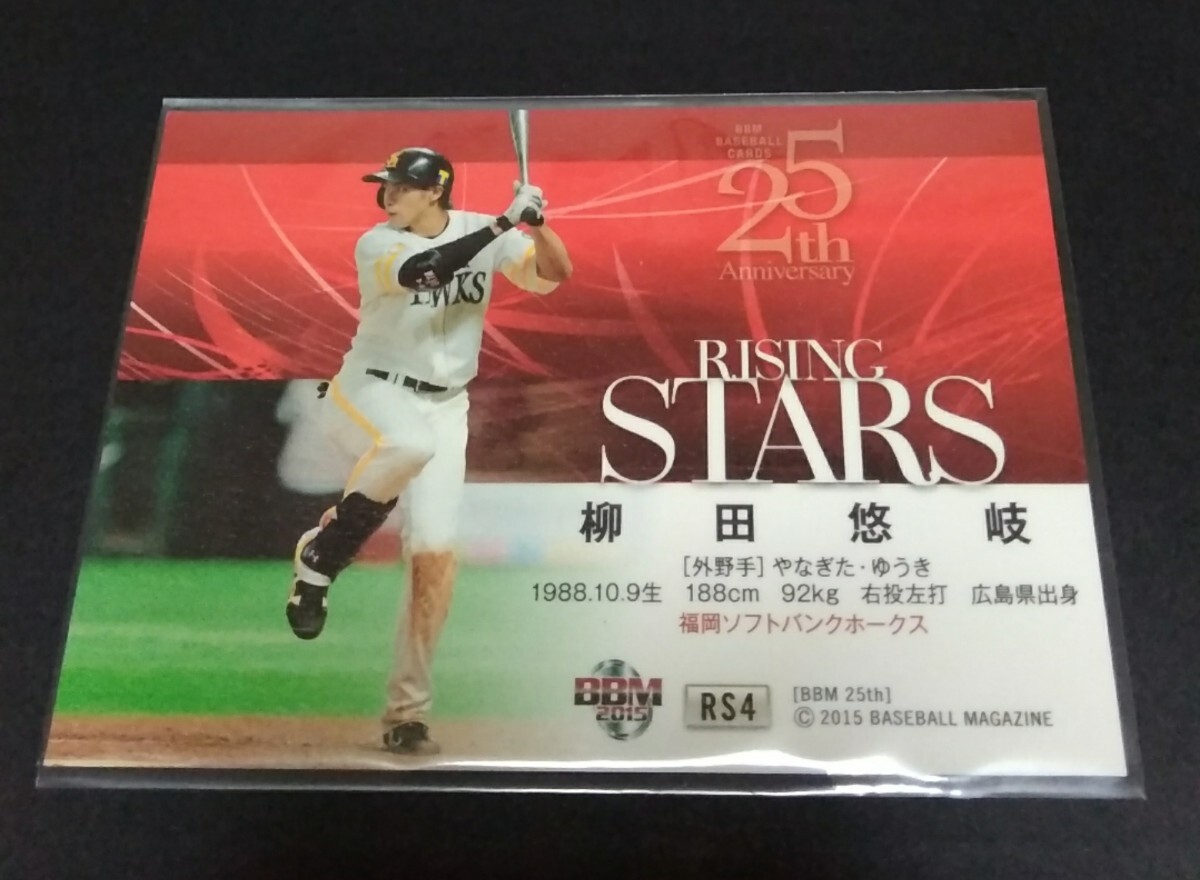 BBM
BASEBALL
CARDS
25th
Anniversary
HAWKS
RISING
STARS
柳田悠岐
[外野手] やなぎた・ゆうき
1988.10.9生 188cm 92kg 右投左打 広島県出身
福岡ソフトバンクホークス
BBM
2015
RS4
[BBM 25th]
© 2015 BASEBALL MAGAZINE